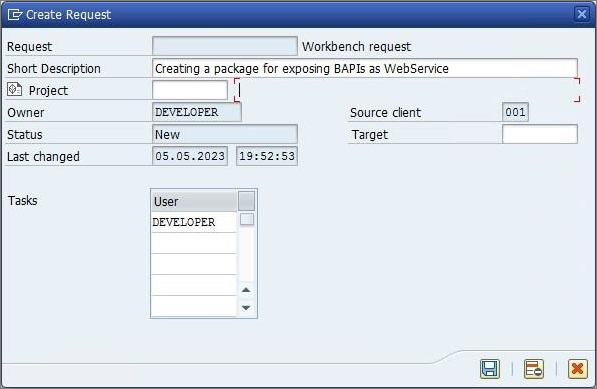 Create Request
Request Workbench request
Short Description Creating a package for exposing BAPIs as WebService
Project
Owner DEVELOPER Source client 001
Status New Target
Last changed 05.05.2023 19:52:53
Tasks User
DEVELOPER